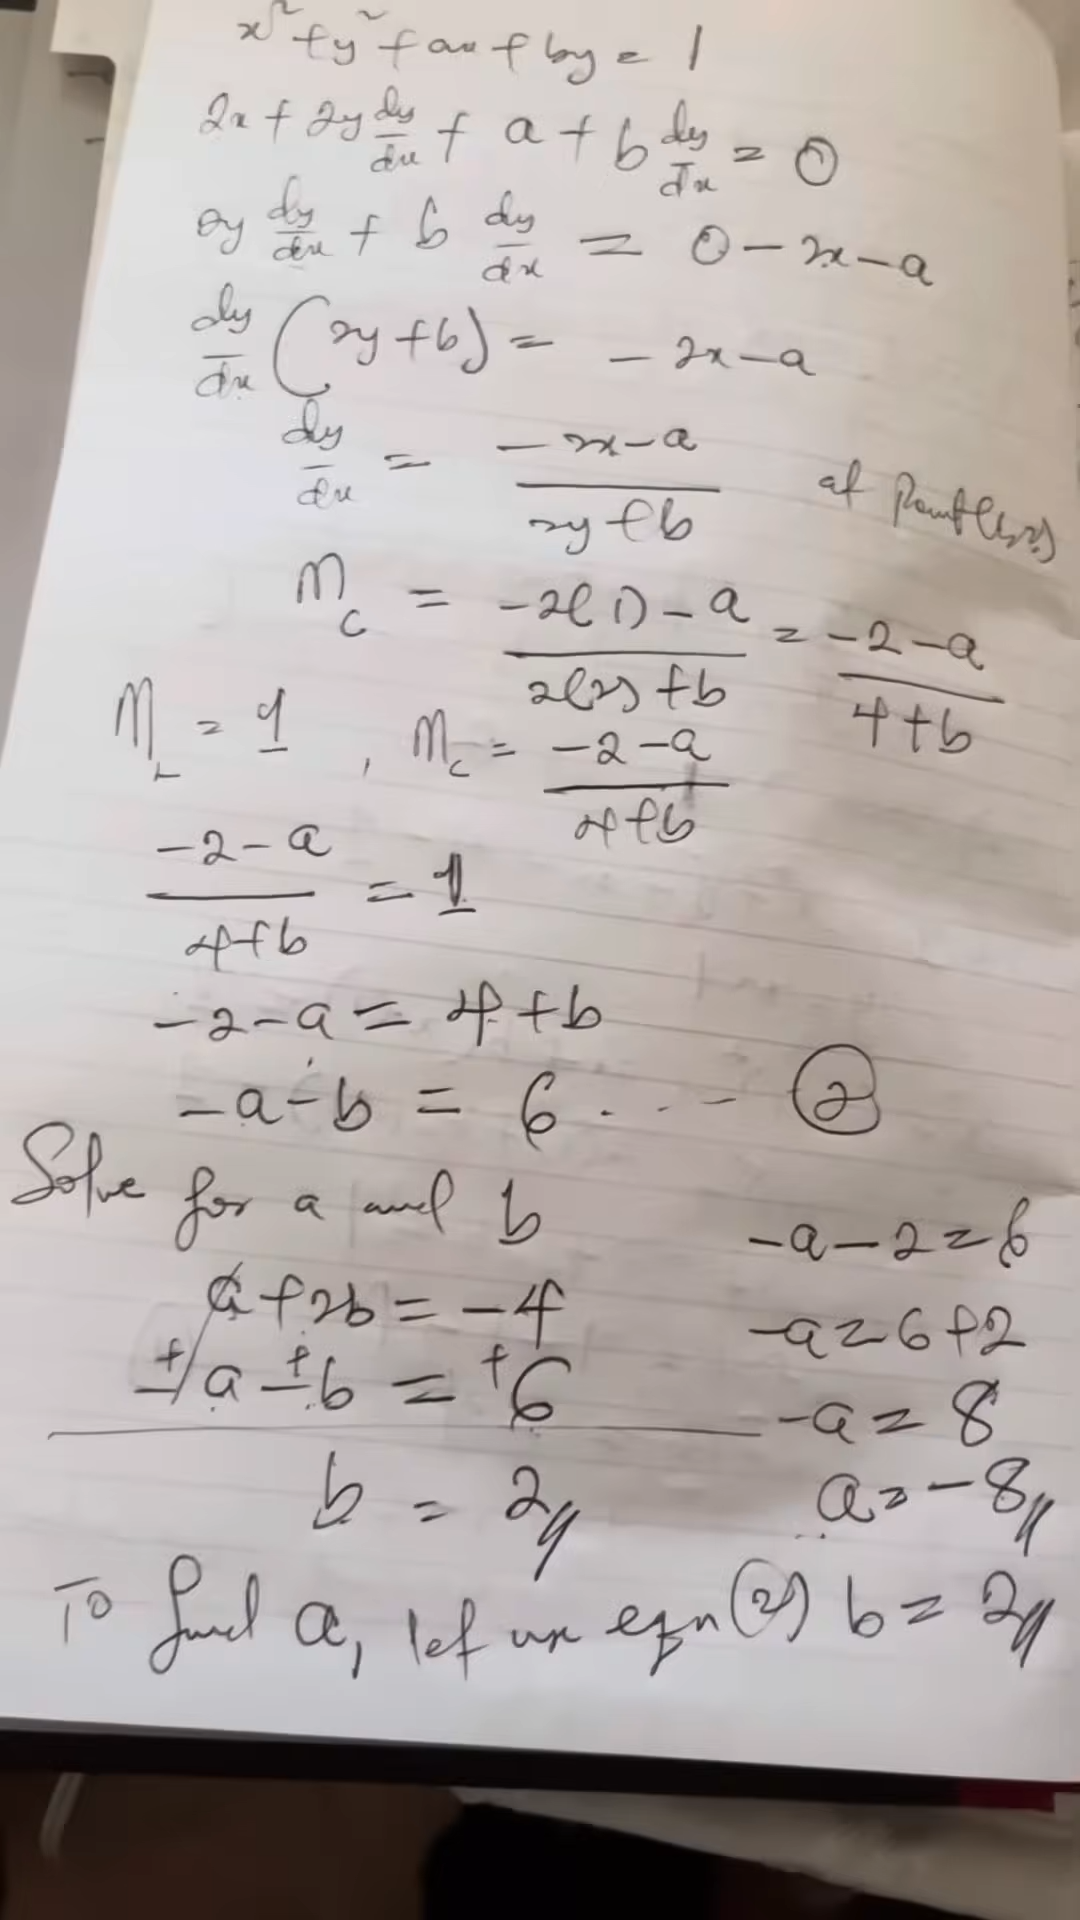 x² + y² + ax + by = 1
2x + 2y dy/dx + a + b dy/dx = 0
2y dy/dx + b dy/dx = 0 - 2x - a
dy/dx (2y + b) = - 2x - a
dy/dx = (- 2x - a)/(2y + b) at Point (1,2)
M_c = (-2(1) - a)/(2(2) + b) = (-2 - a)/(4 + b)
M_L = 1 , M_c = (-2 - a)/(4 + b)
(-2 - a)/(4 + b) = 1
-2 - a = 4 + b
-a - b = 6 . . . - ②
Solve for a and b
a + 2b = -4
-a - b = 6
b = 2
-a - 2 = 6
-a = 6 + 2
-a = 8
a = -8
To find a, let eqn (2) b = 2